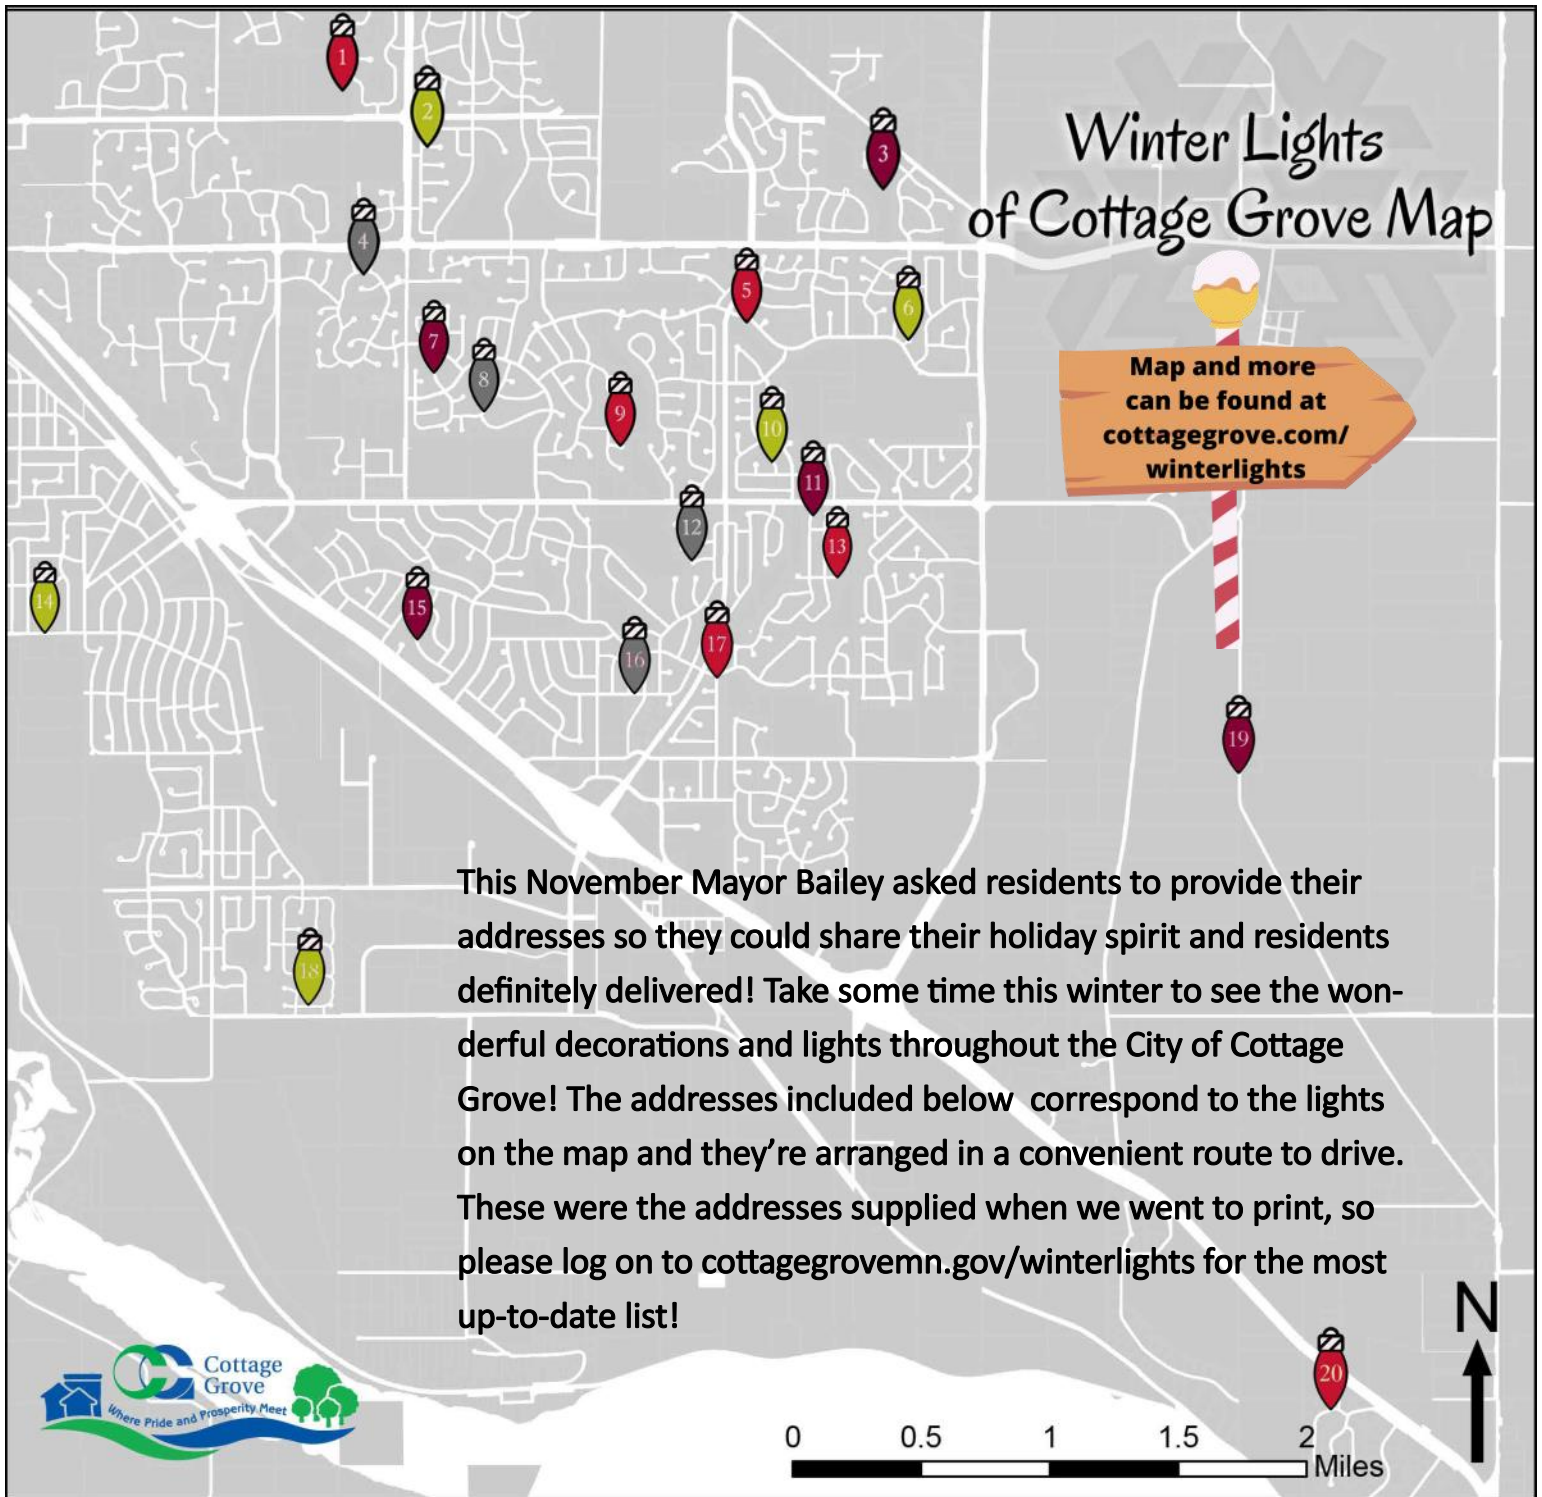 1
2
3
Winter Lights
of Cottage Grove Map
4
5
6
7
8
Map and more
can be found at
cottagegrove.com/
winterlights
9
10
11
12
13
14
15
16
17
19
This November Mayor Bailey asked residents to provide their
addresses so they could share their holiday spirit and residents
definitely delivered! Take some time this winter to see the won-
derful decorations and lights throughout the City of Cottage
Grove! The addresses included below correspond to the lights
on the map and they’re arranged in a convenient route to drive.
These were the addresses supplied when we went to print, so
please log on to cottagegrovemn.gov/winterlights for the most
up-to-date list!
18
N
20
Cottage
Grove
Where Pride and Prosperity Meet
0 0.5 1 1.5 2
Miles